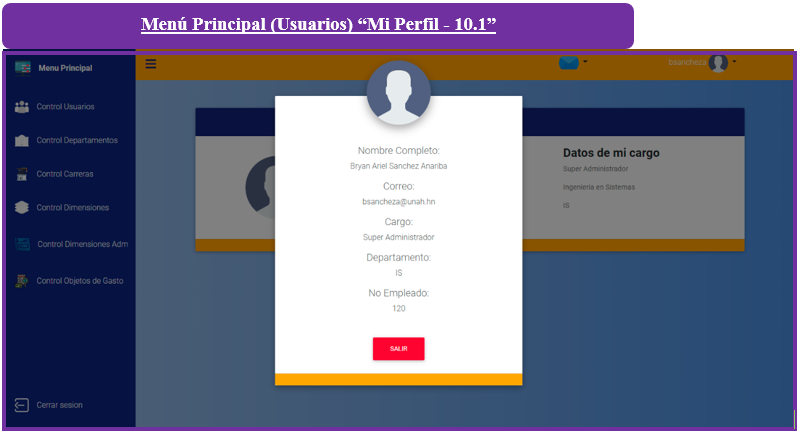 Menú Principal (Usuarios) “Mi Perfil - 10.1”
Menu Principal
Control Usuarios
Control Departamentos
Control Carreras
Control Dimensiones
Control Dimensiones Adm
Control Objetos de Gasto
Cerrar sesion
bsancheza
Nombre Completo:
Bryan Ariel Sanchez Anariba
Correo:
bsancheza@unah.hn
Cargo:
Super Administrador
Departamento:
IS
No Empleado:
120
SALIR
Datos de mi cargo
Super Administrador
Ingenieria en Sistemas
IS